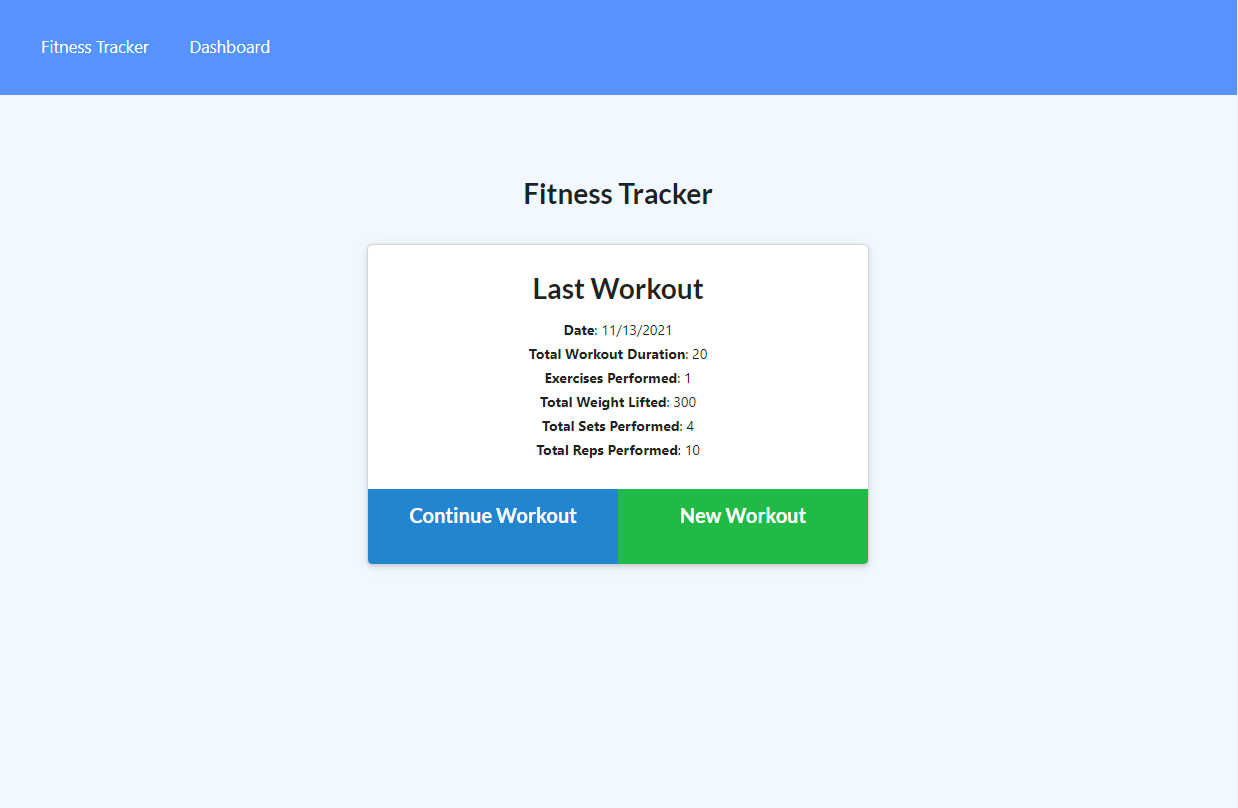 Fitness Tracker Dashboard
Fitness Tracker
Last Workout
Date: 11/13/2021
Total Workout Duration: 20
Exercises Performed: 1
Total Weight Lifted: 300
Total Sets Performed: 4
Total Reps Performed: 10
Continue Workout New Workout